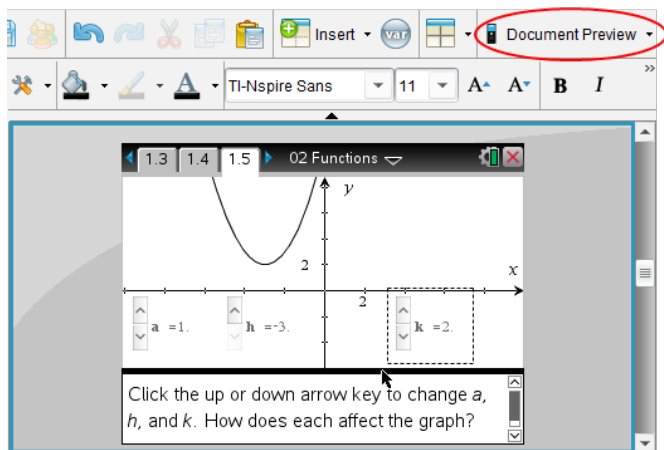 Insert var Document Preview
TI-Nspire Sans 11 A A B I »
1.3 1.4 1.5 02 Functions
y
2
x
2
a =1. h =-3. k =2.
Click the up or down arrow key to change a,
h, and k. How does each affect the graph?